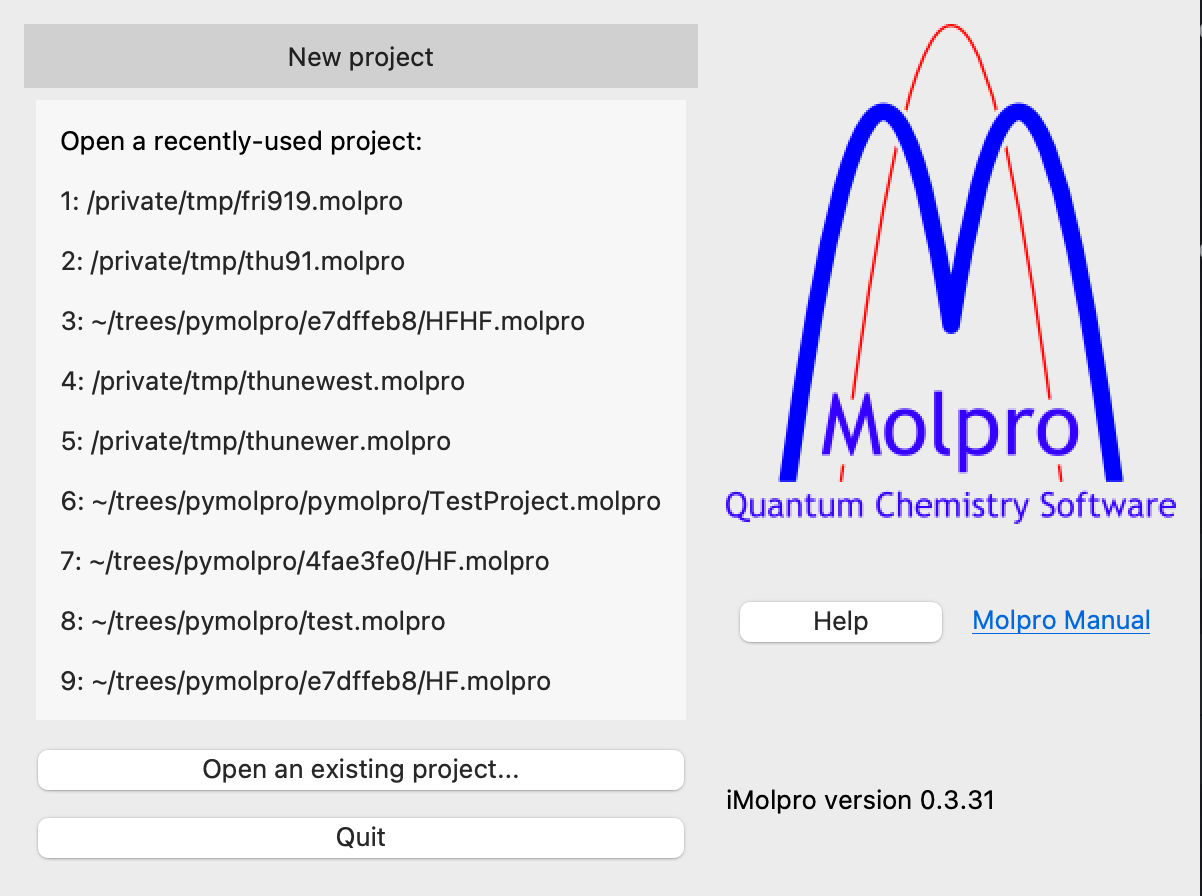 New project
Open a recently-used project:
1: /private/tmp/fri919.molpro
2: /private/tmp/thu91.molpro
3: ~/trees/pymolpro/e7dffeb8/HFHF.molpro
4: /private/tmp/thunewest.molpro
5: /private/tmp/thunewer.molpro
6: ~/trees/pymolpro/pymolpro/TestProject.molpro
7: ~/trees/pymolpro/4fae3fe0/HF.molpro
8: ~/trees/pymolpro/test.molpro
9: ~/trees/pymolpro/e7dffeb8/HF.molpro
Open an existing project...
Quit
Molpro
Quantum Chemistry Software
Help
Molpro Manual
iMolpro version 0.3.31